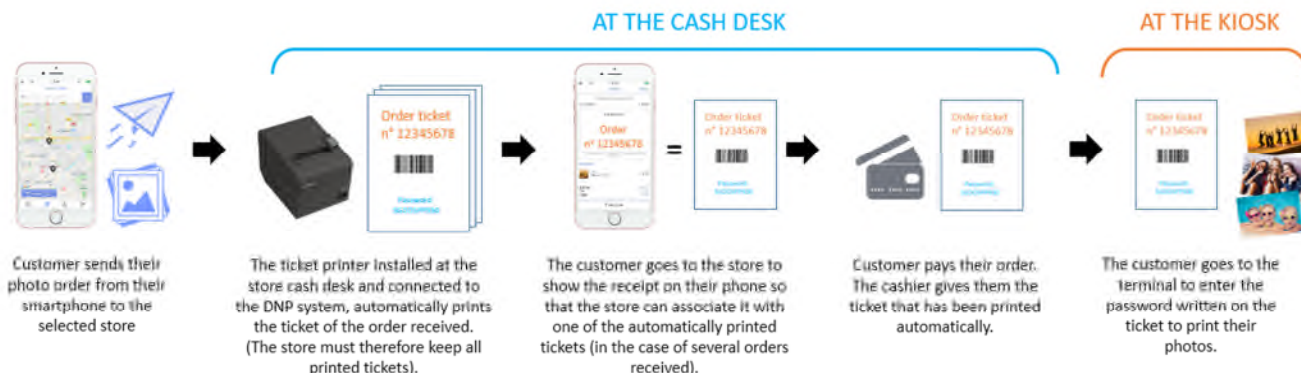 AT THE CASH DESK
AT THE KIOSK
Order ticket
n° 12345678
Order
n° 12345678
=
Order ticket
n° 12345678
Order ticket
n° 12345678
Order ticket
n° 12345678
Customer sends their
photo order from their
smartphone to the
selected store
The ticket printer installed at the
store cash desk and connected to
the DNP system, automatically prints
the ticket of the order received.
(The store must therefore keep all
printed tickets).
The customer goes to the store to
show the receipt on their phone so
that the store can associate it with
one of the automatically printed
tickets (in the case of several orders
received).
Customer pays their order.
The cashier gives them the
ticket that has been printed
automatically.
The customer goes to the
terminal to enter the
password written on the
ticket to print their
photos.